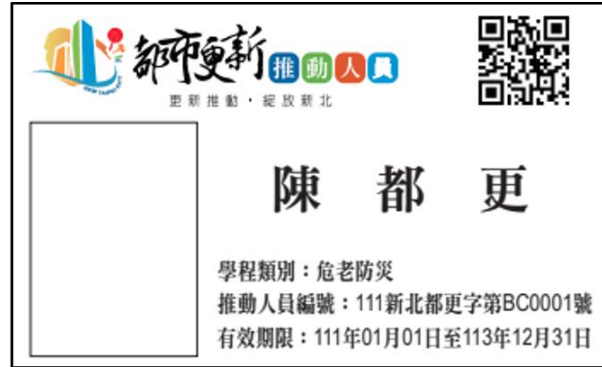 都市更新推動人員
更新推動・綻放新北
NEW TAIPEI CITY
陳都更
學程類別：危老防災
推動人員編號：111新北都更字第BC0001號
有效期限：111年01月01日至113年12月31日